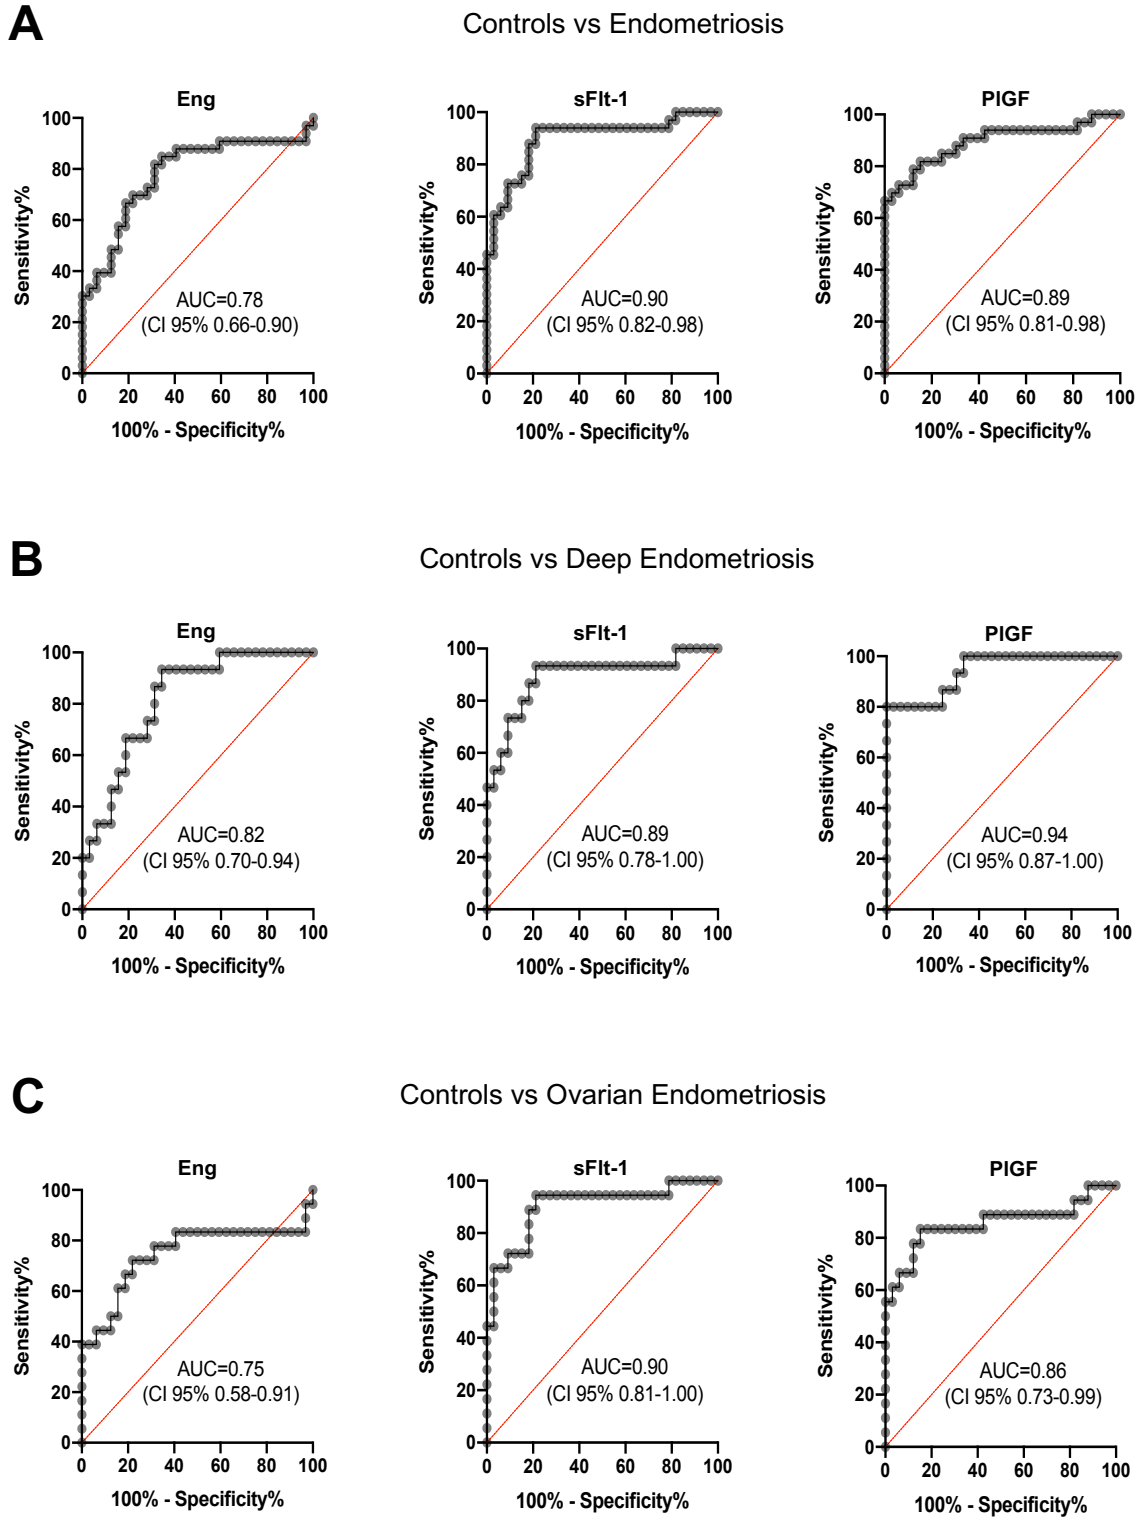 A
Controls vs Endometriosis
Eng
sFlt-1
PlGF
100
80
60
40
20
0
Sensitivity%
AUC=0.78
(CI 95% 0.66-0.90)
0 20 40 60 80 100
100% - Specificity%
100
80
60
40
20
0
Sensitivity%
AUC=0.90
(CI 95% 0.82-0.98)
0 20 40 60 80 100
100% - Specificity%
100
80
60
40
20
0
Sensitivity%
AUC=0.89
(CI 95% 0.81-0.98)
0 20 40 60 80 100
100% - Specificity%
B
Controls vs Deep Endometriosis
Eng
sFlt-1
PlGF
100
80
60
40
20
0
Sensitivity%
AUC=0.82
(CI 95% 0.70-0.94)
0 20 40 60 80 100
100% - Specificity%
100
80
60
40
20
0
Sensitivity%
AUC=0.89
(CI 95% 0.78-1.00)
0 20 40 60 80 100
100% - Specificity%
100
80
60
40
20
0
Sensitivity%
AUC=0.94
(CI 95% 0.87-1.00)
0 20 40 60 80 100
100% - Specificity%
C
Controls vs Ovarian Endometriosis
Eng
sFlt-1
PlGF
100
80
60
40
20
0
Sensitivity%
AUC=0.75
(CI 95% 0.58-0.91)
0 20 40 60 80 100
100% - Specificity%
100
80
60
40
20
0
Sensitivity%
AUC=0.90
(CI 95% 0.81-1.00)
0 20 40 60 80 100
100% - Specificity%
100
80
60
40
20
0
Sensitivity%
AUC=0.86
(CI 95% 0.73-0.99)
0 20 40 60 80 100
100% - Specificity%